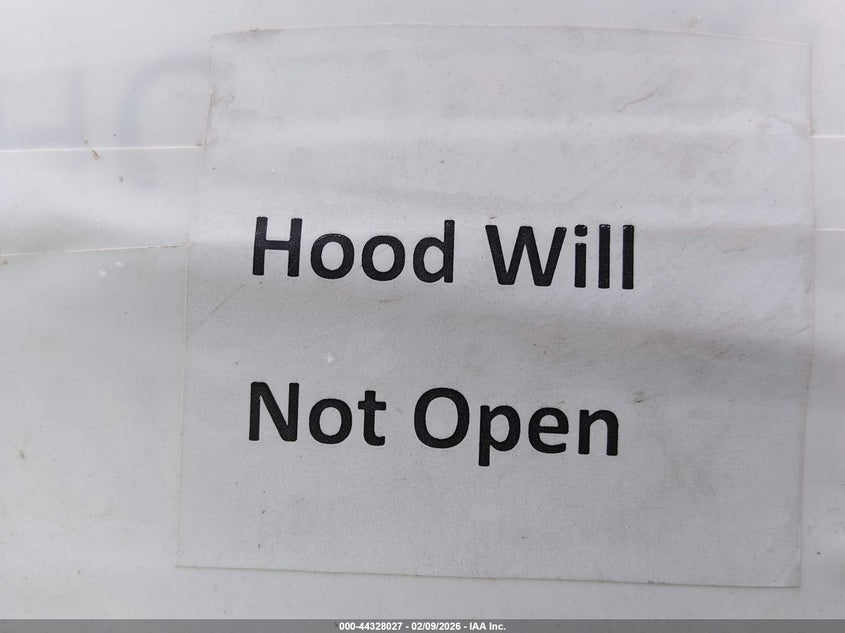 Hood Will
Not Open
000-44328027 - 02/09/2026 - IAA Inc.